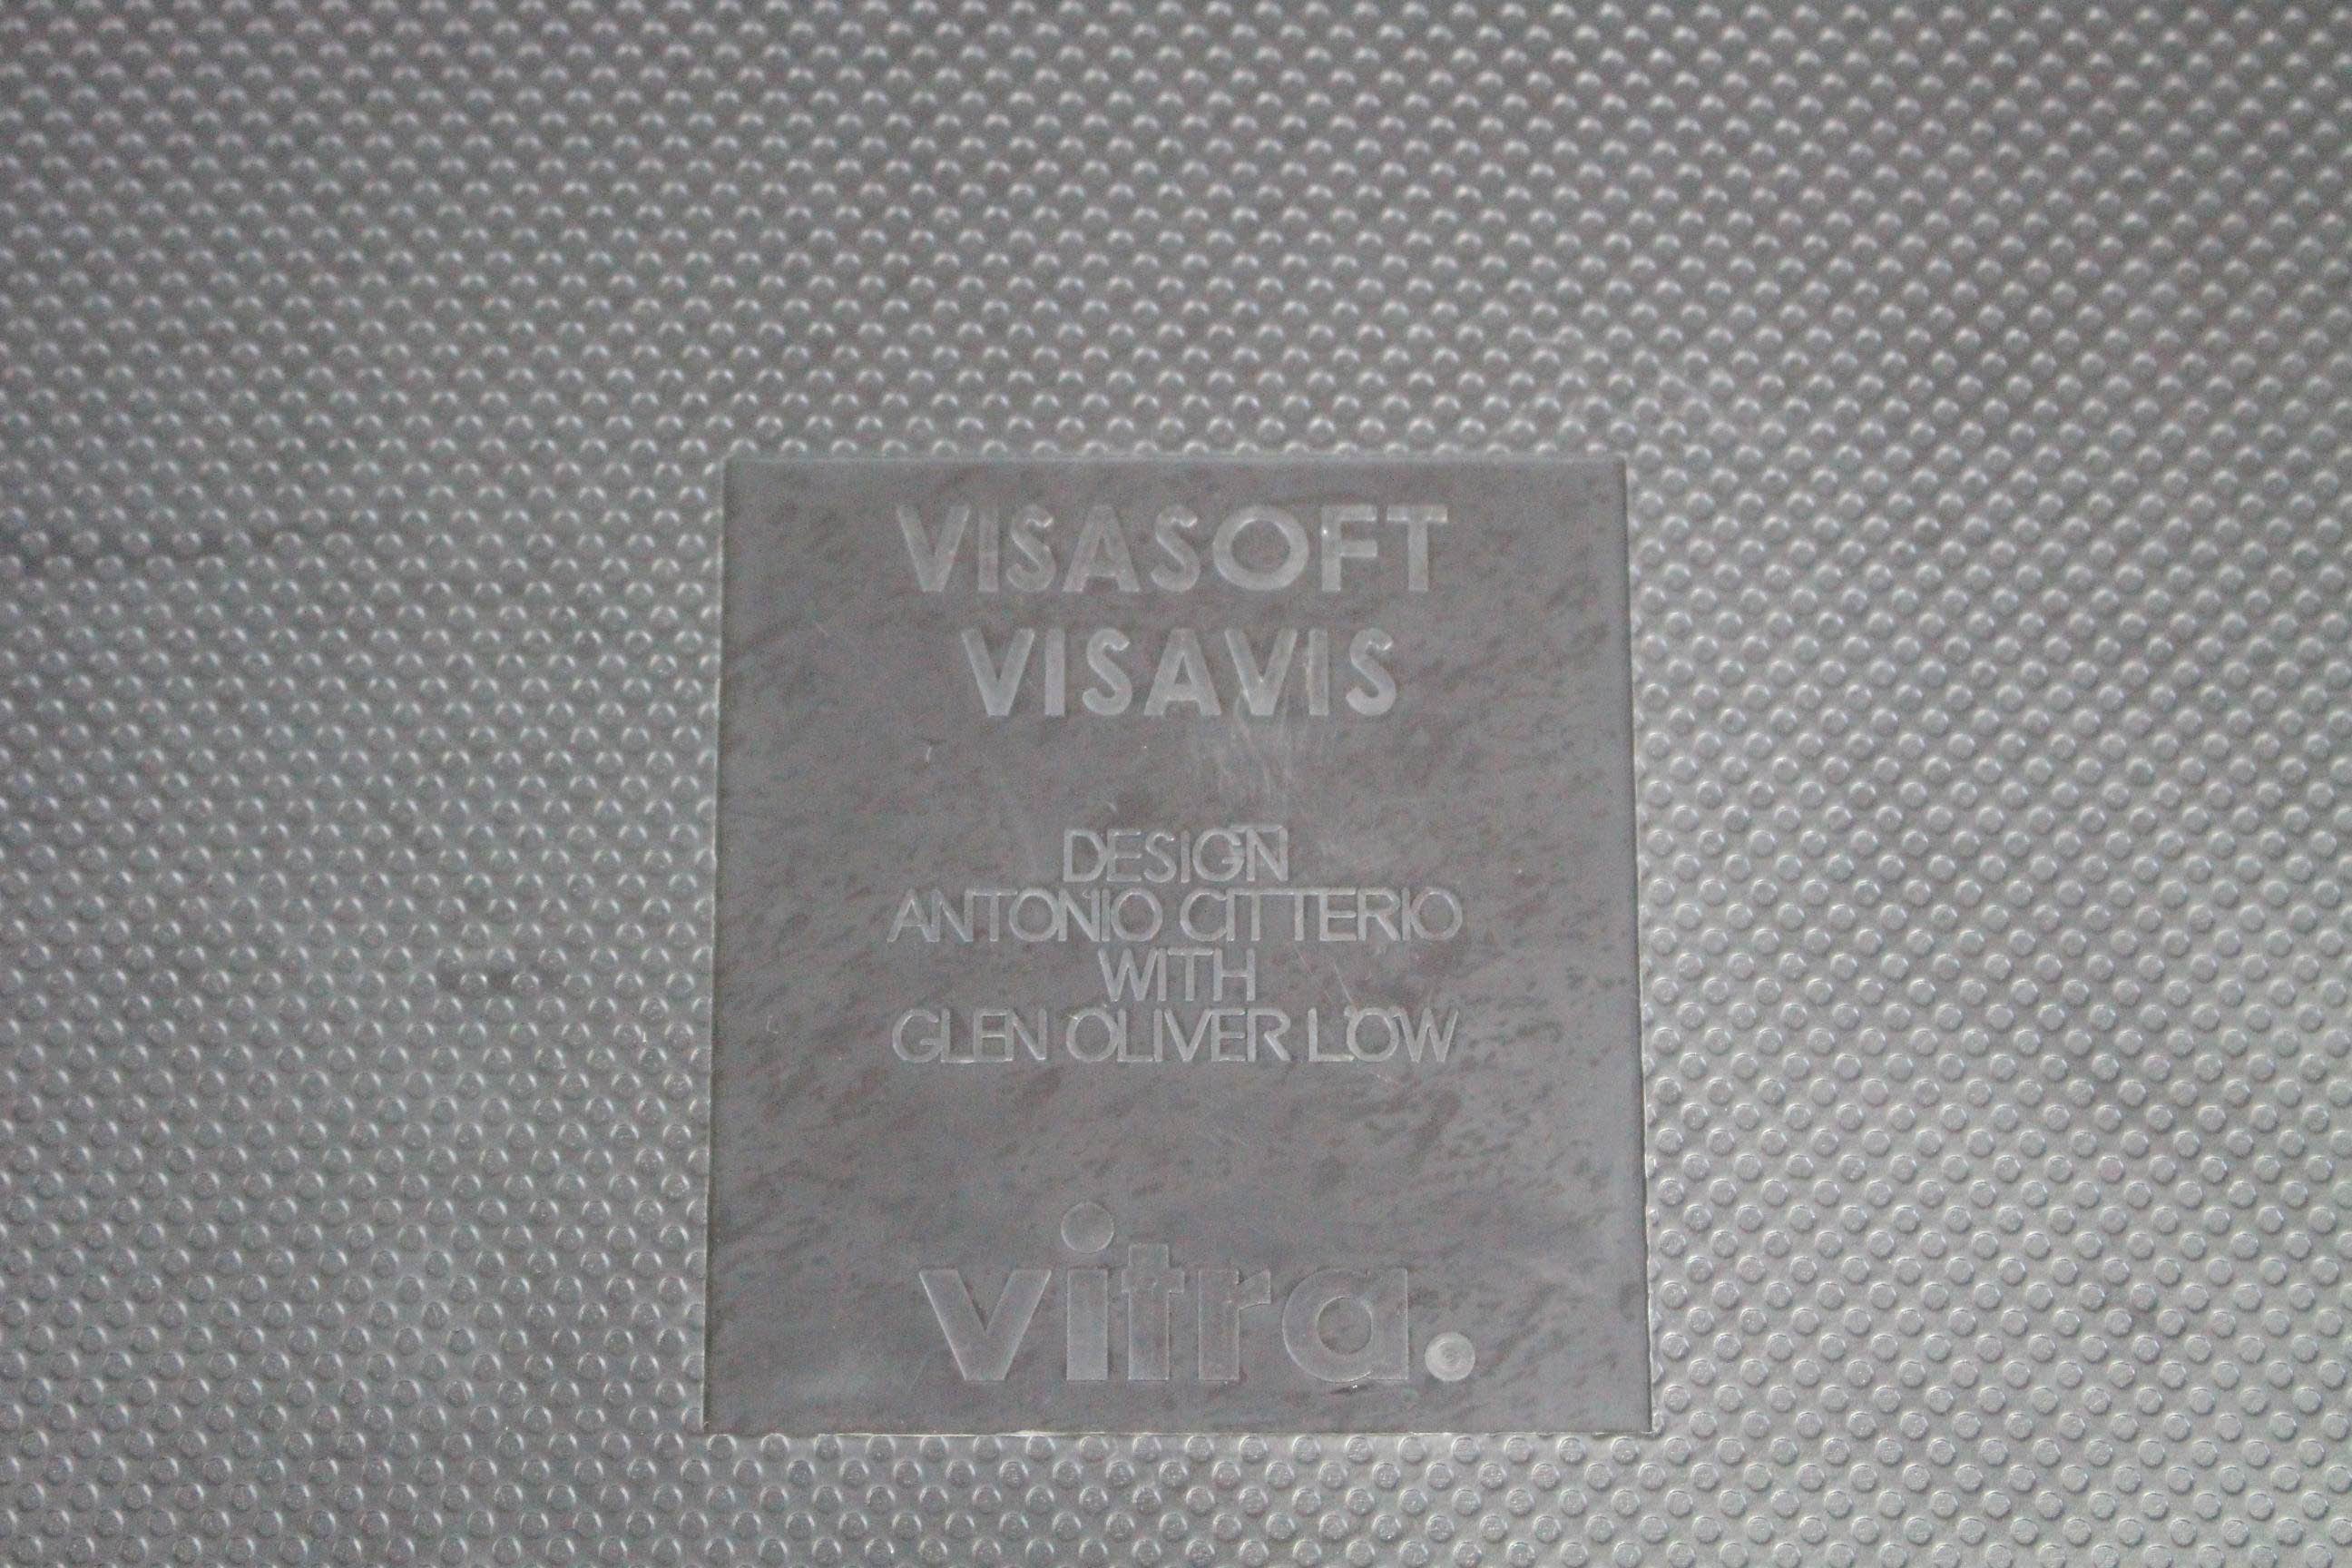 VISASOFT
VISAVIS
DESIGN
ANTONIO CITTERIO
WITH
GLEN OLIVER LOW
vitra.